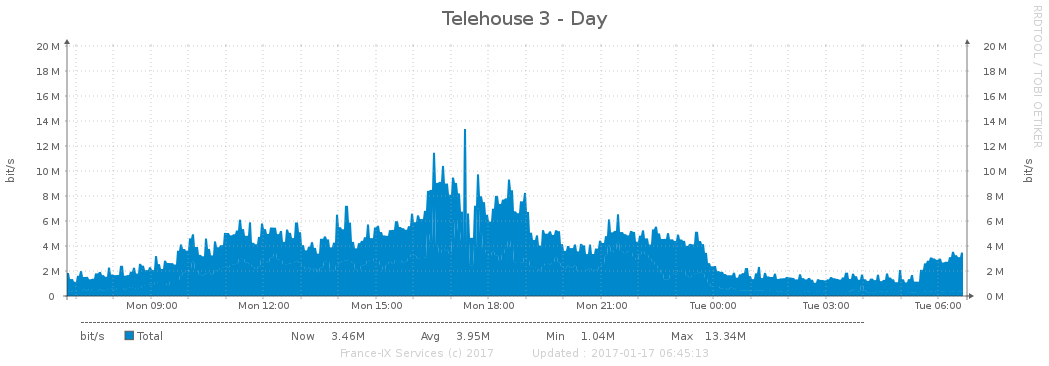 Telehouse 3 - Day
RRDTOOL / TOBI OETIKER
20 M 20 M
18 M 18 M
16 M 16 M
14 M 14 M
12 M 12 M
10 M 10 M
8 M 8 M
6 M 6 M
4 M 4 M
2 M 2 M
0 0 M
bit/s
bit/s
Mon 09:00 Mon 12:00 Mon 15:00 Mon 18:00 Mon 21:00 Tue 00:00 Tue 03:00 Tue 06:00
bit/s Total Now 3.46M Avg 3.95M Min 1.04M Max 13.34M
France-IX Services (c) 2017 Updated : 2017-01-17 06:45:13